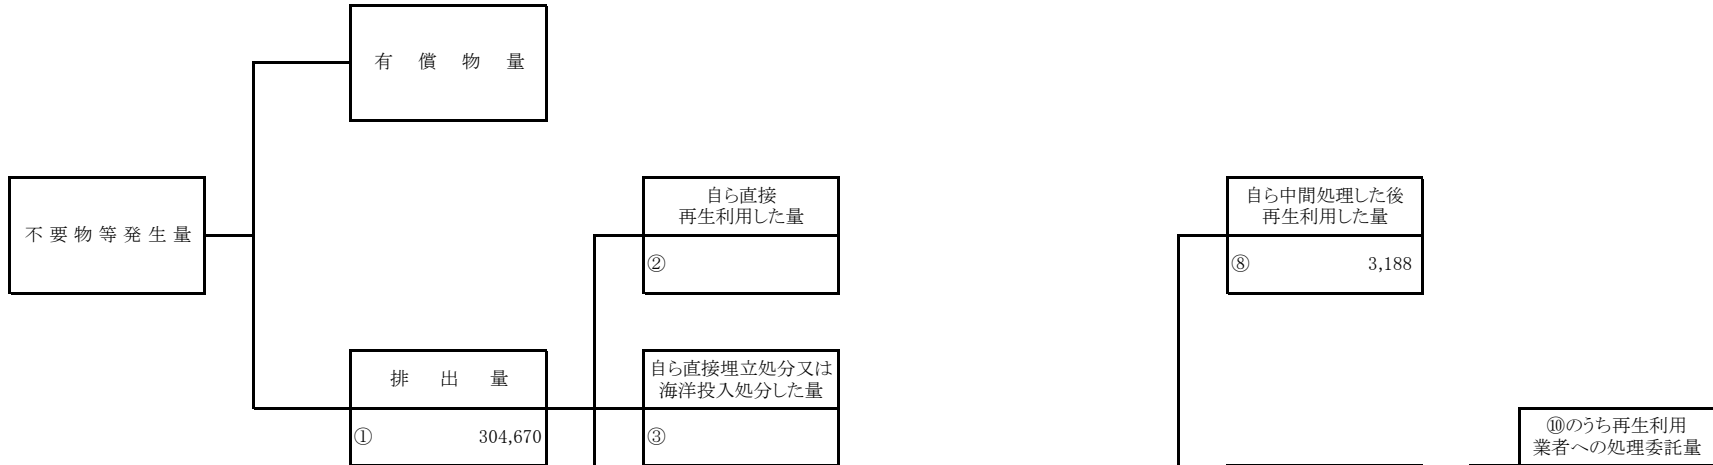 有償物量
不要物等発生量
自ら直接
再生利用した量
②
自ら中間処理した後
再生利用した量
⑧ 3,188
排出量
① 304,670
自ら直接埋立処分又は
海洋投入処分した量
③
⑩のうち再生利用
業者への処理委託量